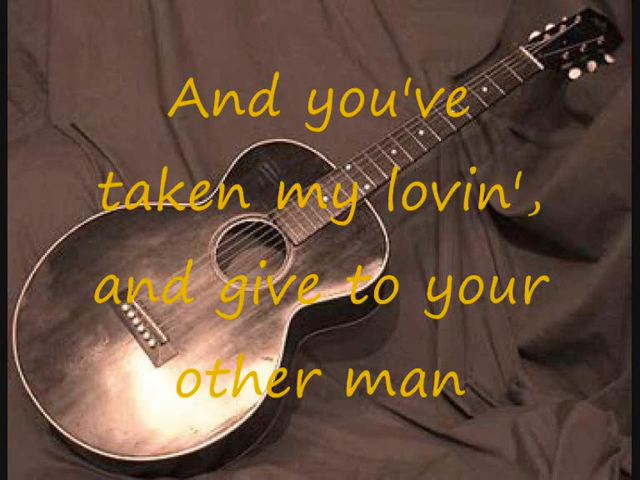 And you've
taken my lovin',
and give to your
other man